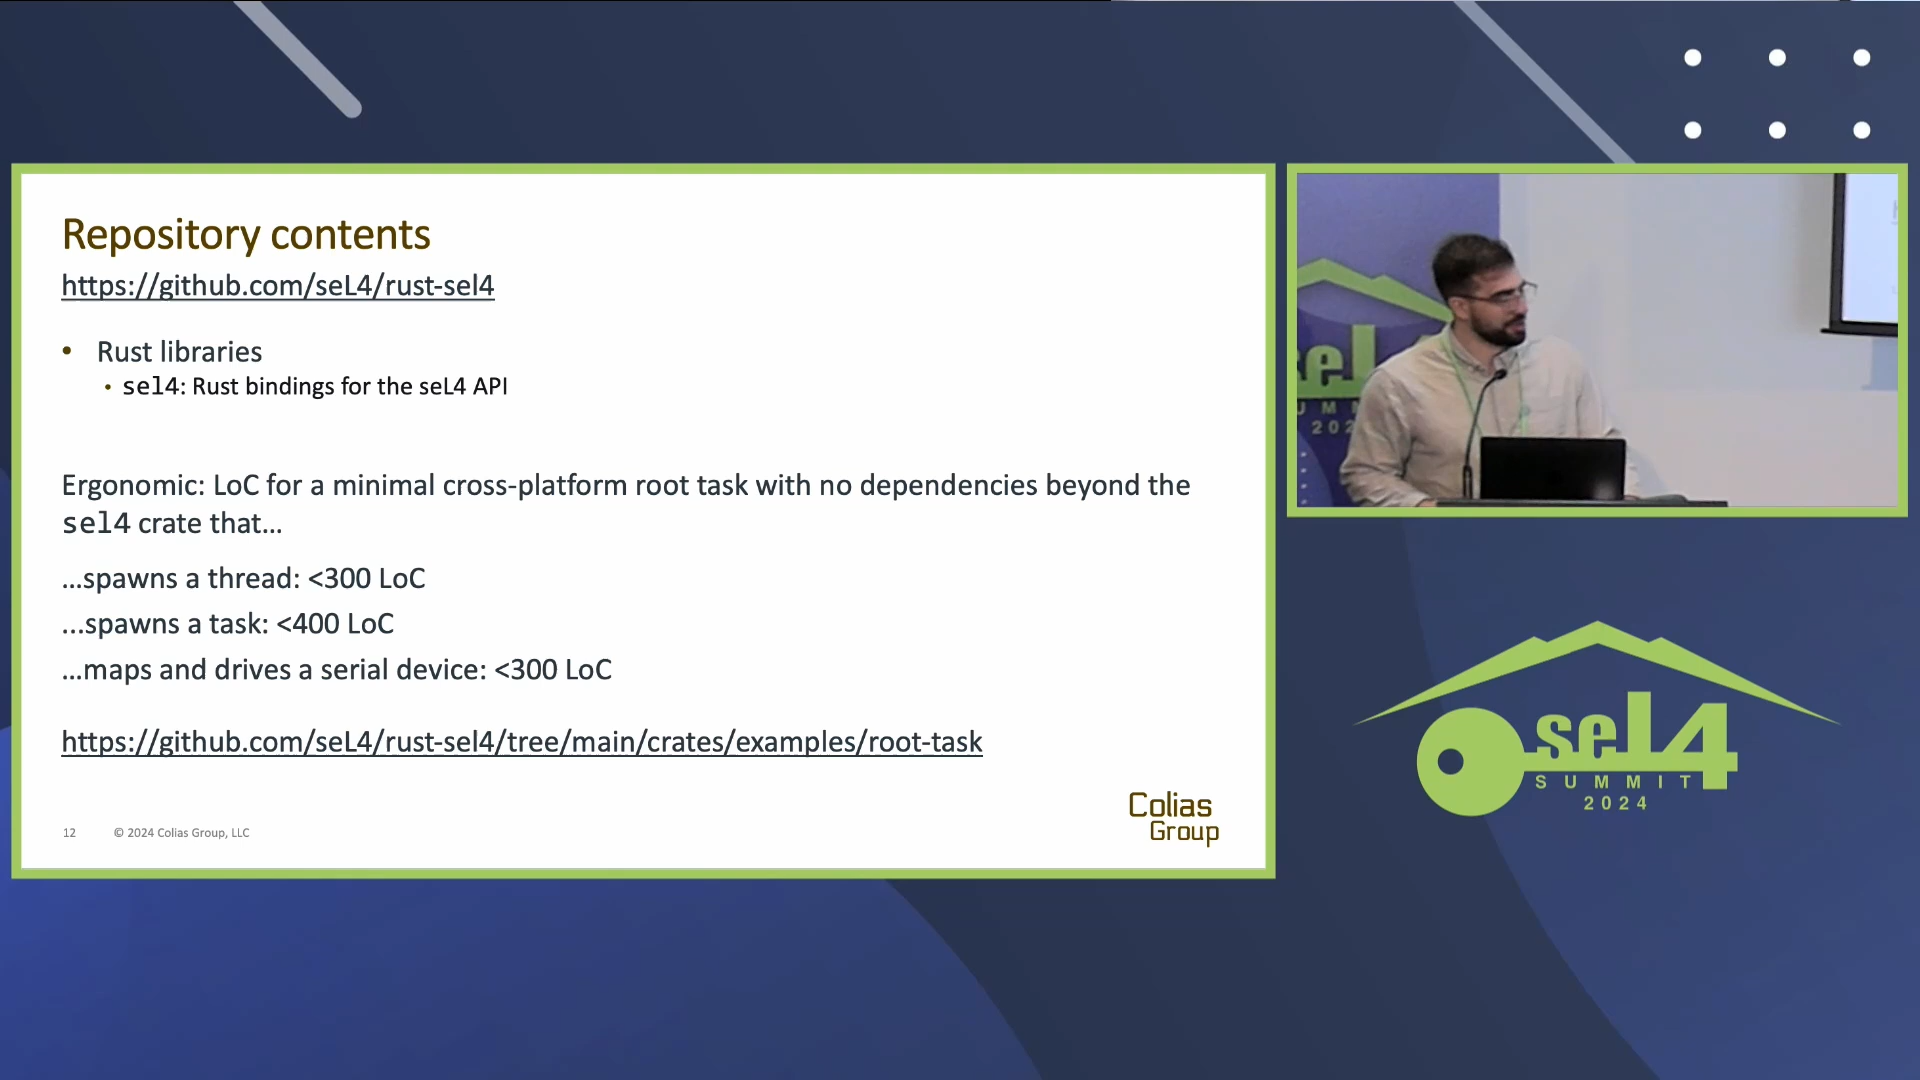 Repository contents
https://github.com/seL4/rust-sel4
• Rust libraries
• sel4: Rust bindings for the seL4 API
Ergonomic: LoC for a minimal cross-platform root task with no dependencies beyond the
sel4 crate that…
…spawns a thread: <300 LoC
…spawns a task: <400 LoC
…maps and drives a serial device: <300 LoC
https://github.com/seL4/rust-sel4/tree/main/crates/examples/root-task
Colias
Group
12 © 2024 Colias Group, LLC
seL
UMM
202
seL4
SUMMIT
2024